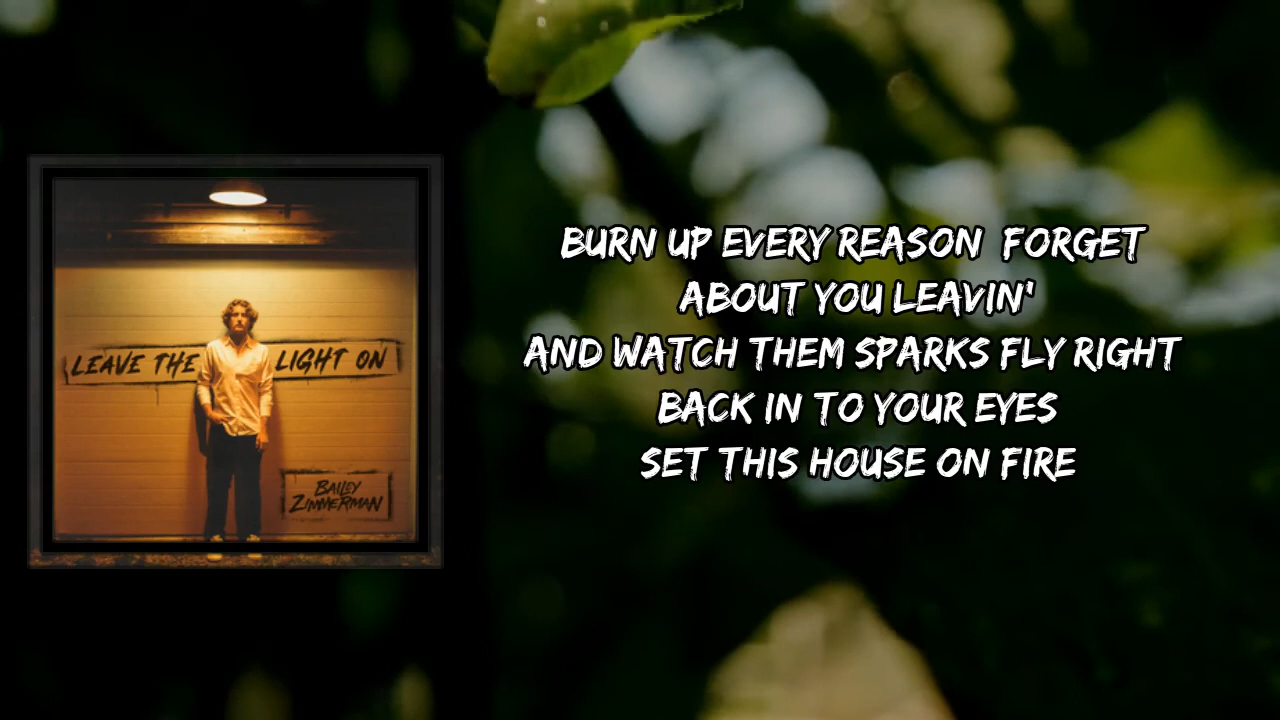 LEAVE THE LIGHT ON
BAILEY
ZIMMERMAN
BURN UP EVERY REASON  FORGET
ABOUT YOU LEAVIN'
AND WATCH THEM SPARKS FLY RIGHT
BACK IN TO YOUR EYES
SET THIS HOUSE ON FIRE